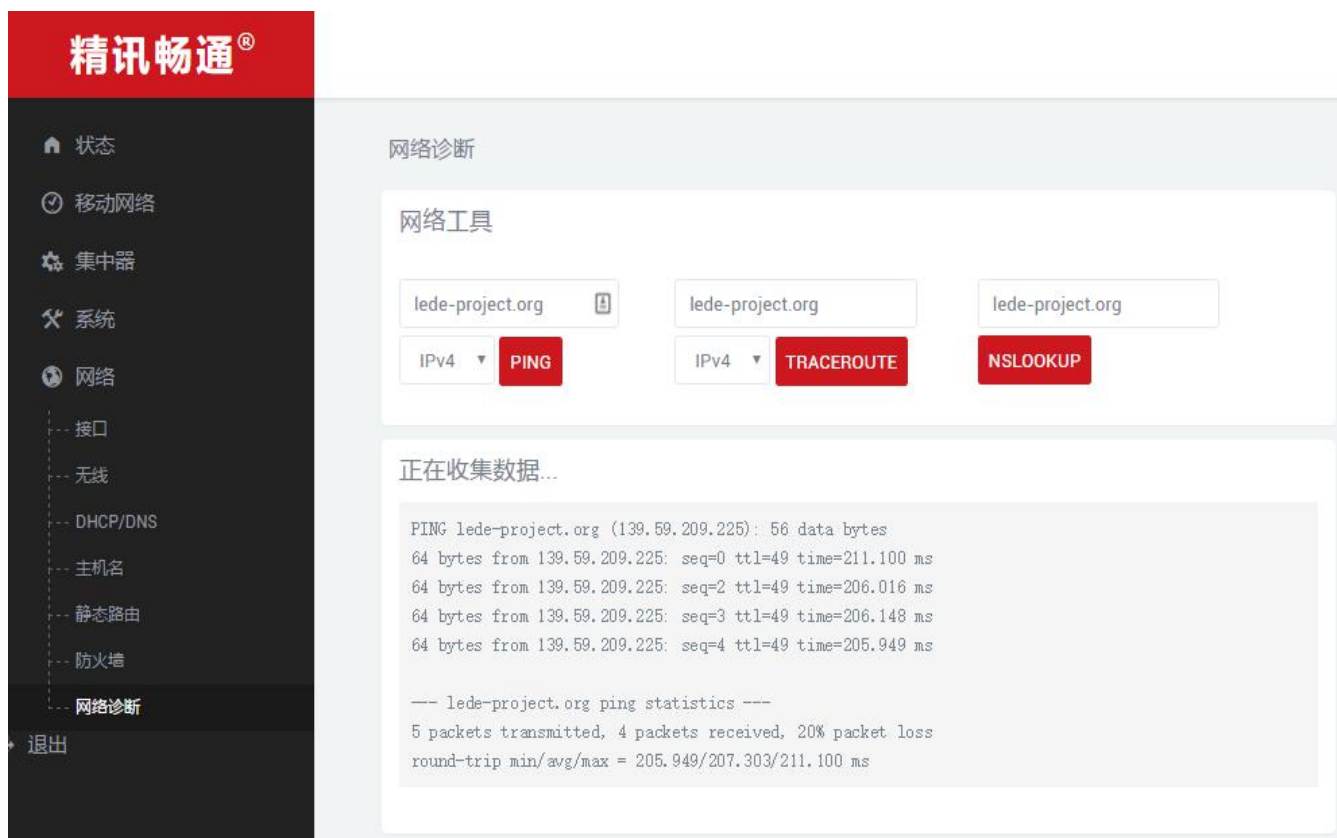 精讯畅通®
状态
移动网络
集中器
系统
网络
接口
无线
DHCP/DNS
主机名
静态路由
防火墙
网络诊断
退出
网络诊断
网络工具
lede-project.org lede-project.org lede-project.org
IPv4 PING IPv4 TRACEROUTE NSLOOKUP
正在收集数据...
PING lede-project.org (139.59.209.225): 56 data bytes
64 bytes from 139.59.209.225: seq=0 ttl=49 time=211.100 ms
64 bytes from 139.59.209.225: seq=2 ttl=49 time=206.016 ms
64 bytes from 139.59.209.225: seq=3 ttl=49 time=206.148 ms
64 bytes from 139.59.209.225: seq=4 ttl=49 time=205.949 ms
--- lede-project.org ping statistics ---
5 packets transmitted, 4 packets received, 20% packet loss
round-trip min/avg/max = 205.949/207.303/211.100 ms